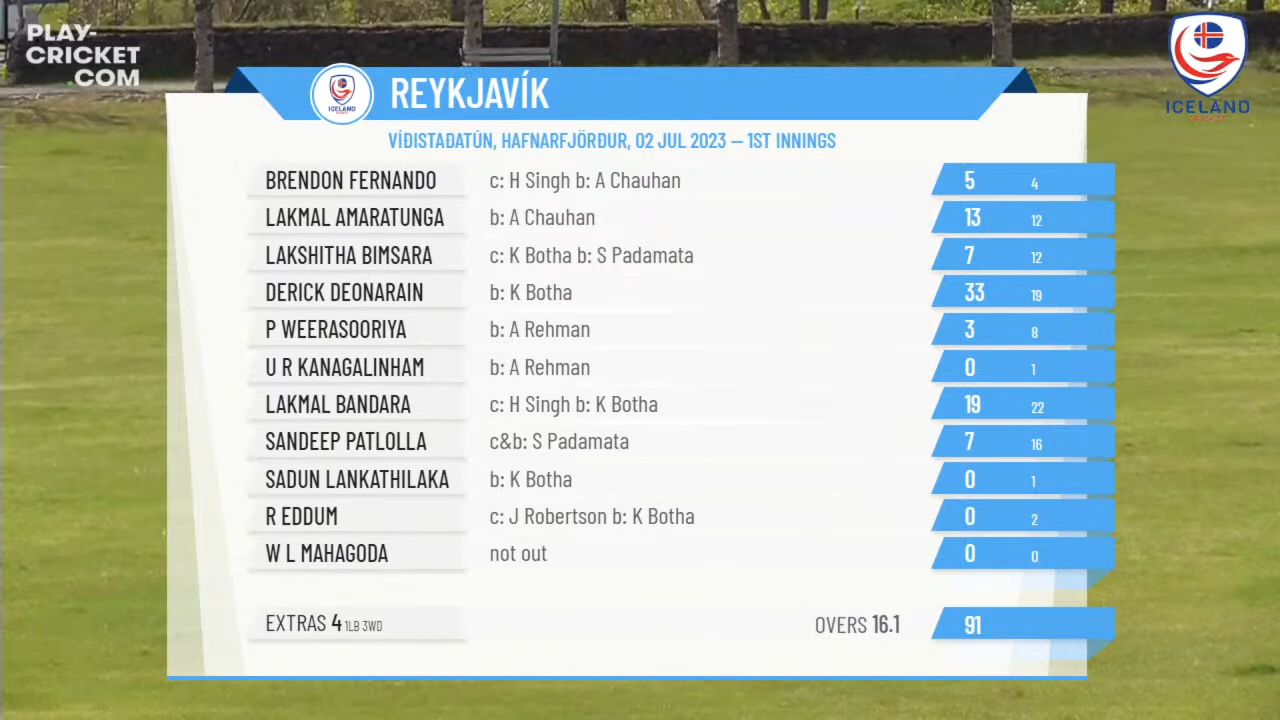 PLAY-
CRICKET
.COM
ICELAND
REYKJAVÍK
ICELAND
VÍÐISTAÐATÚN, HAFNARFJÖRÐUR, 02 JUL 2023 – 1ST INNINGS
BRENDON FERNANDO c: H Singh b: A Chauhan 5 4
LAKMAL AMARATUNGA b: A Chauhan 13 12
LAKSHITHA BIMSARA c: K Botha b: S Padamata 7 12
DERICK DEONARAIN b: K Botha 33 19
P WEERASOORIYA b: A Rehman 3 8
U R KANAGALINHAM b: A Rehman 0 1
LAKMAL BANDARA c: H Singh b: K Botha 19 22
SANDEEP PATLOLLA c&b: S Padamata 7 16
SADUN LANKATHILAKA b: K Botha 0 1
R EDDUM c: J Robertson b: K Botha 0 2
W L MAHAGODA not out 0 0
EXTRAS 4 1LB 3WD OVERS 16.1 91